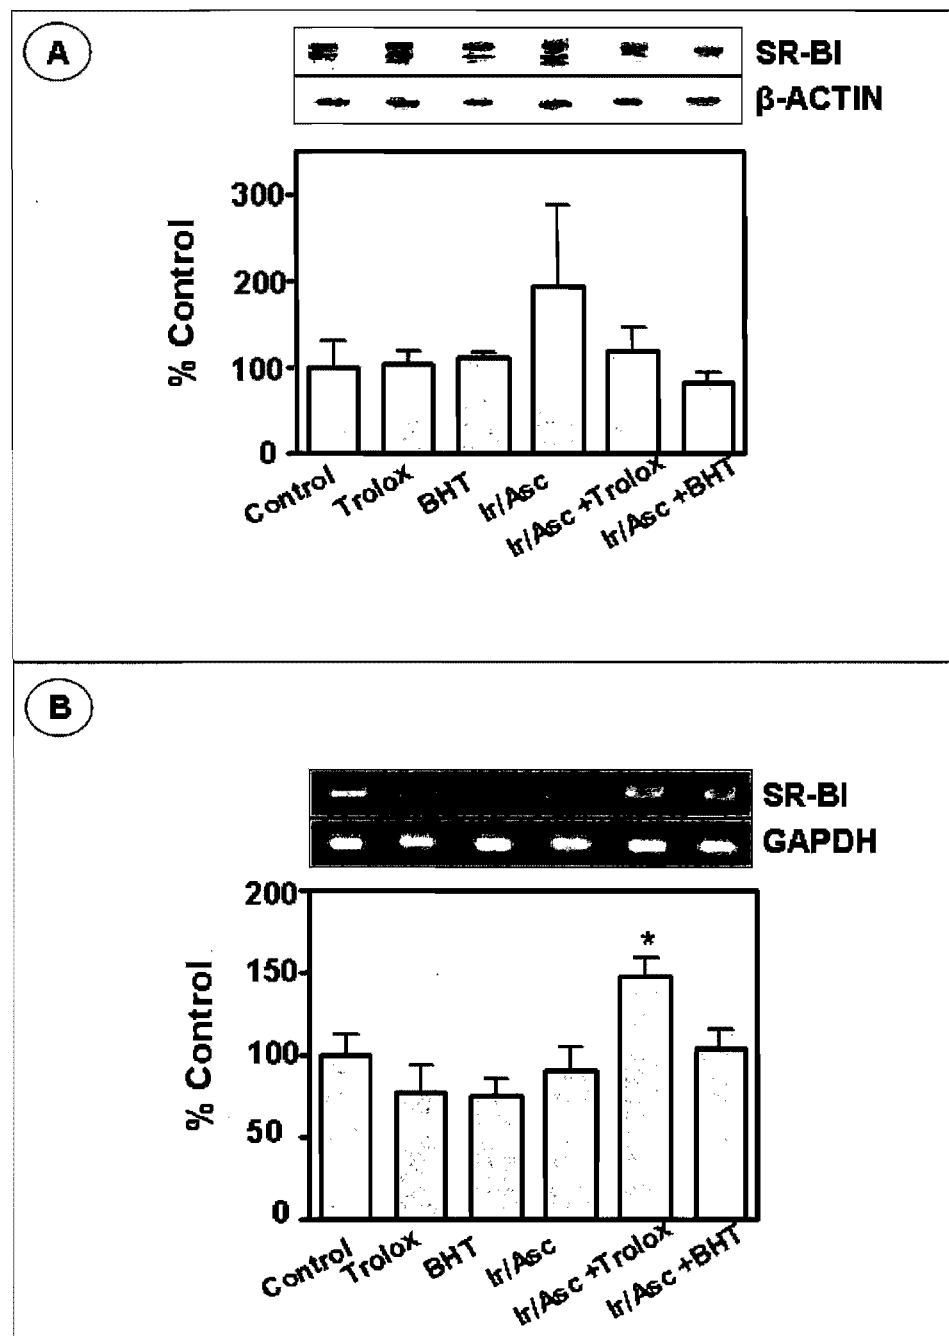 A
SR-BI
β-ACTIN
300
200
100
0
% Control
Control
Trolox
BHT
Ir/Asc
Ir/Asc +Trolox
Ir/Asc +BHT
B
SR-BI
GAPDH
200
150
100
50
0
% Control
*
Control
Trolox
BHT
Ir/Asc
Ir/Asc +Trolox
Ir/Asc +BHT